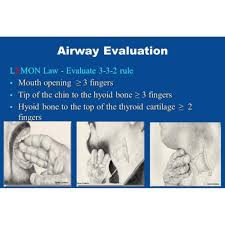 Airway Evaluation
LEMON Law - Evaluate 3-3-2 rule
• Mouth opening ≥ 3 fingers
• Tip of the chin to the hyoid bone ≥ 3 fingers
• Hyoid bone to the top of the thyroid cartilage ≥ 2
fingers